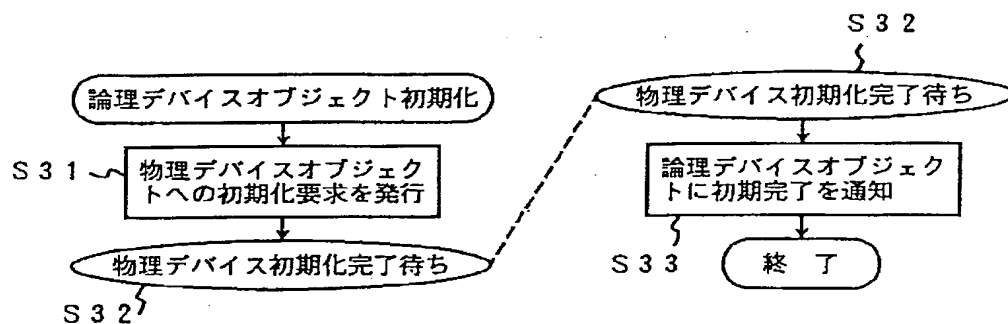 論理デバイスオブジェクト初期化
S31
物理デバイスオブジェク
トへの初期化要求を発行
物理デバイス初期化完了待ち
S32
S32
物理デバイス初期化完了待ち
論理デバイスオブジェク
トに初期完了を通知
S33
終了